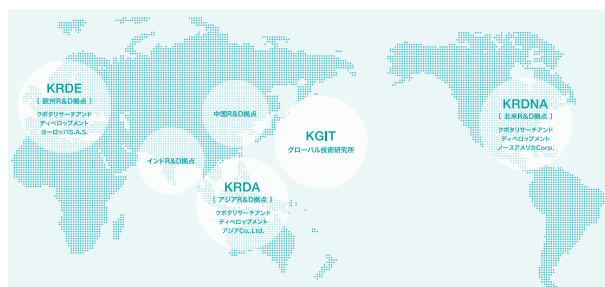 KRDE
( 欧州R&D拠点 )
クボタリサーチアンド
ディベロップメント
ヨーロッパS.A.S.
中国R&D拠点
インドR&D拠点
KGIT
グローバル技術研究所
KRDA
( アジアR&D拠点 )
クボタリサーチアンド
ディベロップメント
アジアCo.,Ltd.
KRDNA
( 北米R&D拠点 )
クボタリサーチアンド
ディベロップメント
ノースアメリカCorp.